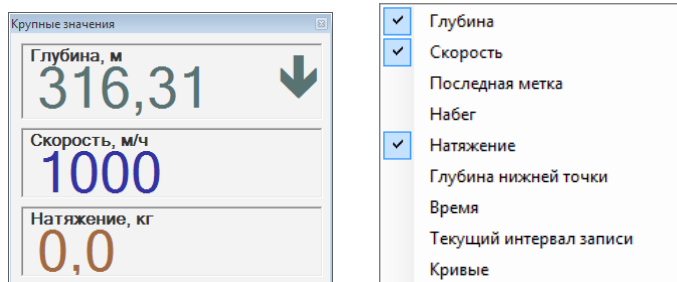 Крупные значения
Глубина, м
316,31
Скорость, м/ч
1000
Натяжение, кг
0,0
Глубина
Скорость
Последняя метка
Набег
Натяжение
Глубина нижней точки
Время
Текущий интервал записи
Кривые